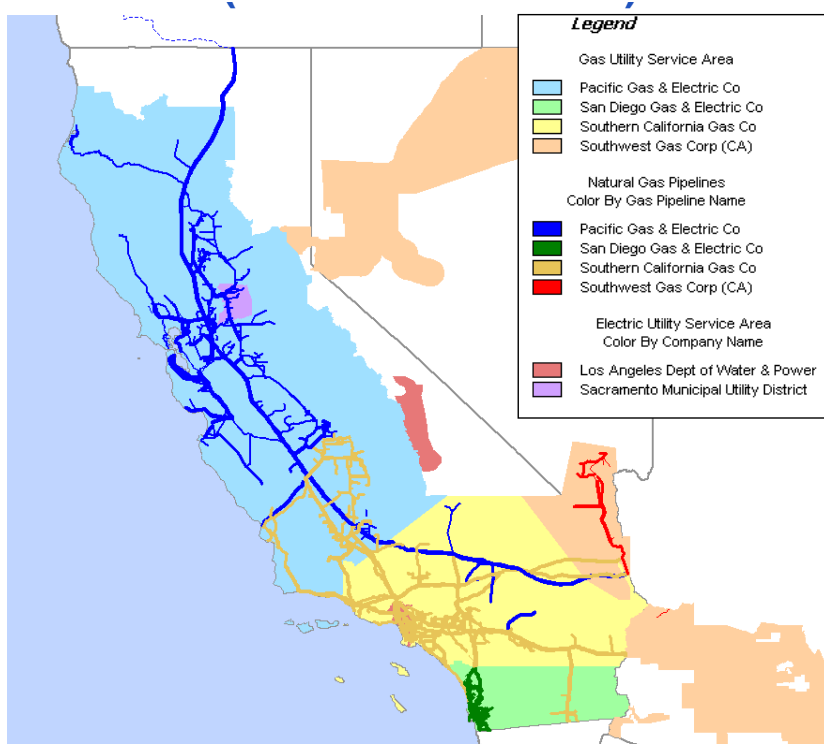 Legend
Gas Utility Service Area
Pacific Gas & Electric Co
San Diego Gas & Electric Co
Southern California Gas Co
Southwest Gas Corp (CA)
Natural Gas Pipelines
Color By Gas Pipeline Name
Pacific Gas & Electric Co
San Diego Gas & Electric Co
Southern California Gas Co
Southwest Gas Corp (CA)
Electric Utility Service Area
Color By Company Name
Los Angeles Dept of Water & Power
Sacramento Municipal Utility District